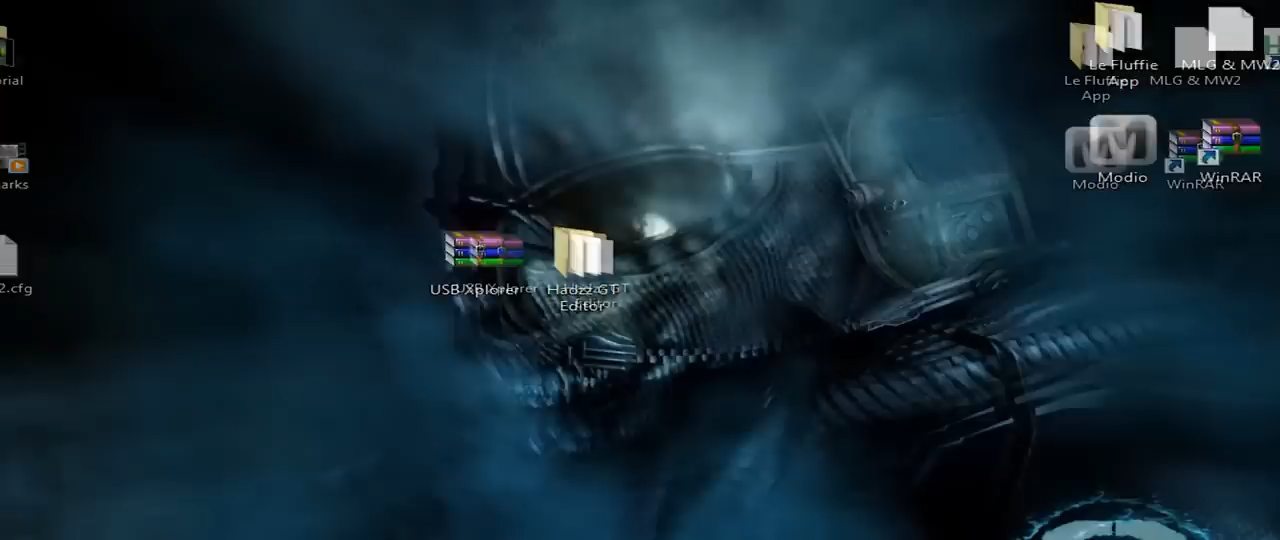 orial
Le Fluffie
App
MLG & MW2
Le Fluffie
App
MLG & MW2
arks
Modio
WinRAR
Modio
WinRAR
2.cfg
USB Xplorer
Hadzz GT
Editor